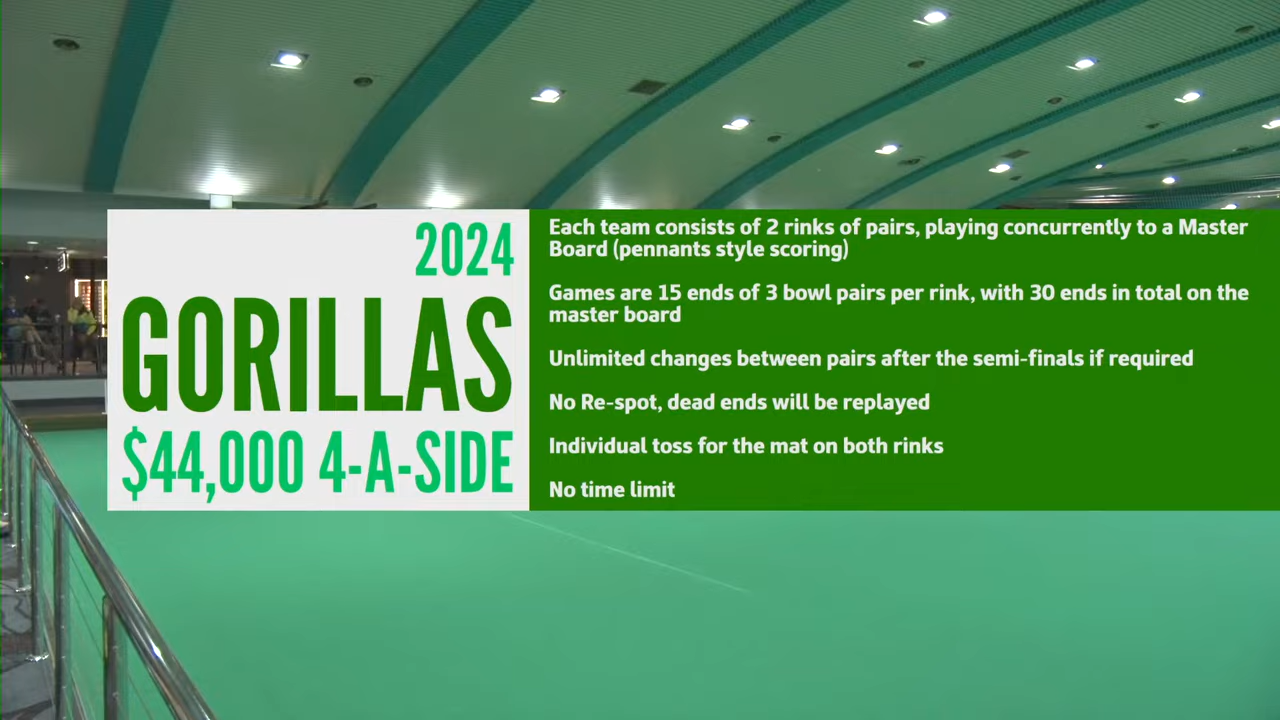 2024
GORILLAS
$44,000 4-A-SIDE
Each team consists of 2 rinks of pairs, playing concurrently to a Master
Board (pennants style scoring)
Games are 15 ends of 3 bowl pairs per rink, with 30 ends in total on the
master board
Unlimited changes between pairs after the semi-finals if required
No Re-spot, dead ends will be replayed
Individual toss for the mat on both rinks
No time limit